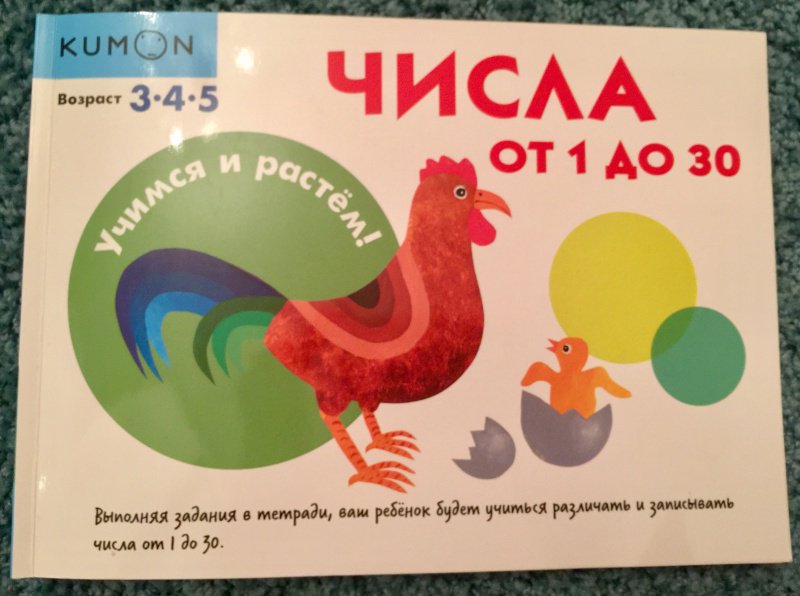 KUMON
Возраст 3•4•5
ЧИСЛА
ОТ 1 ДО 30
Учимся и растём!
Выполняя задания в тетради, ваш ребёнок будет учиться различать и записывать
числа от 1 до 30.